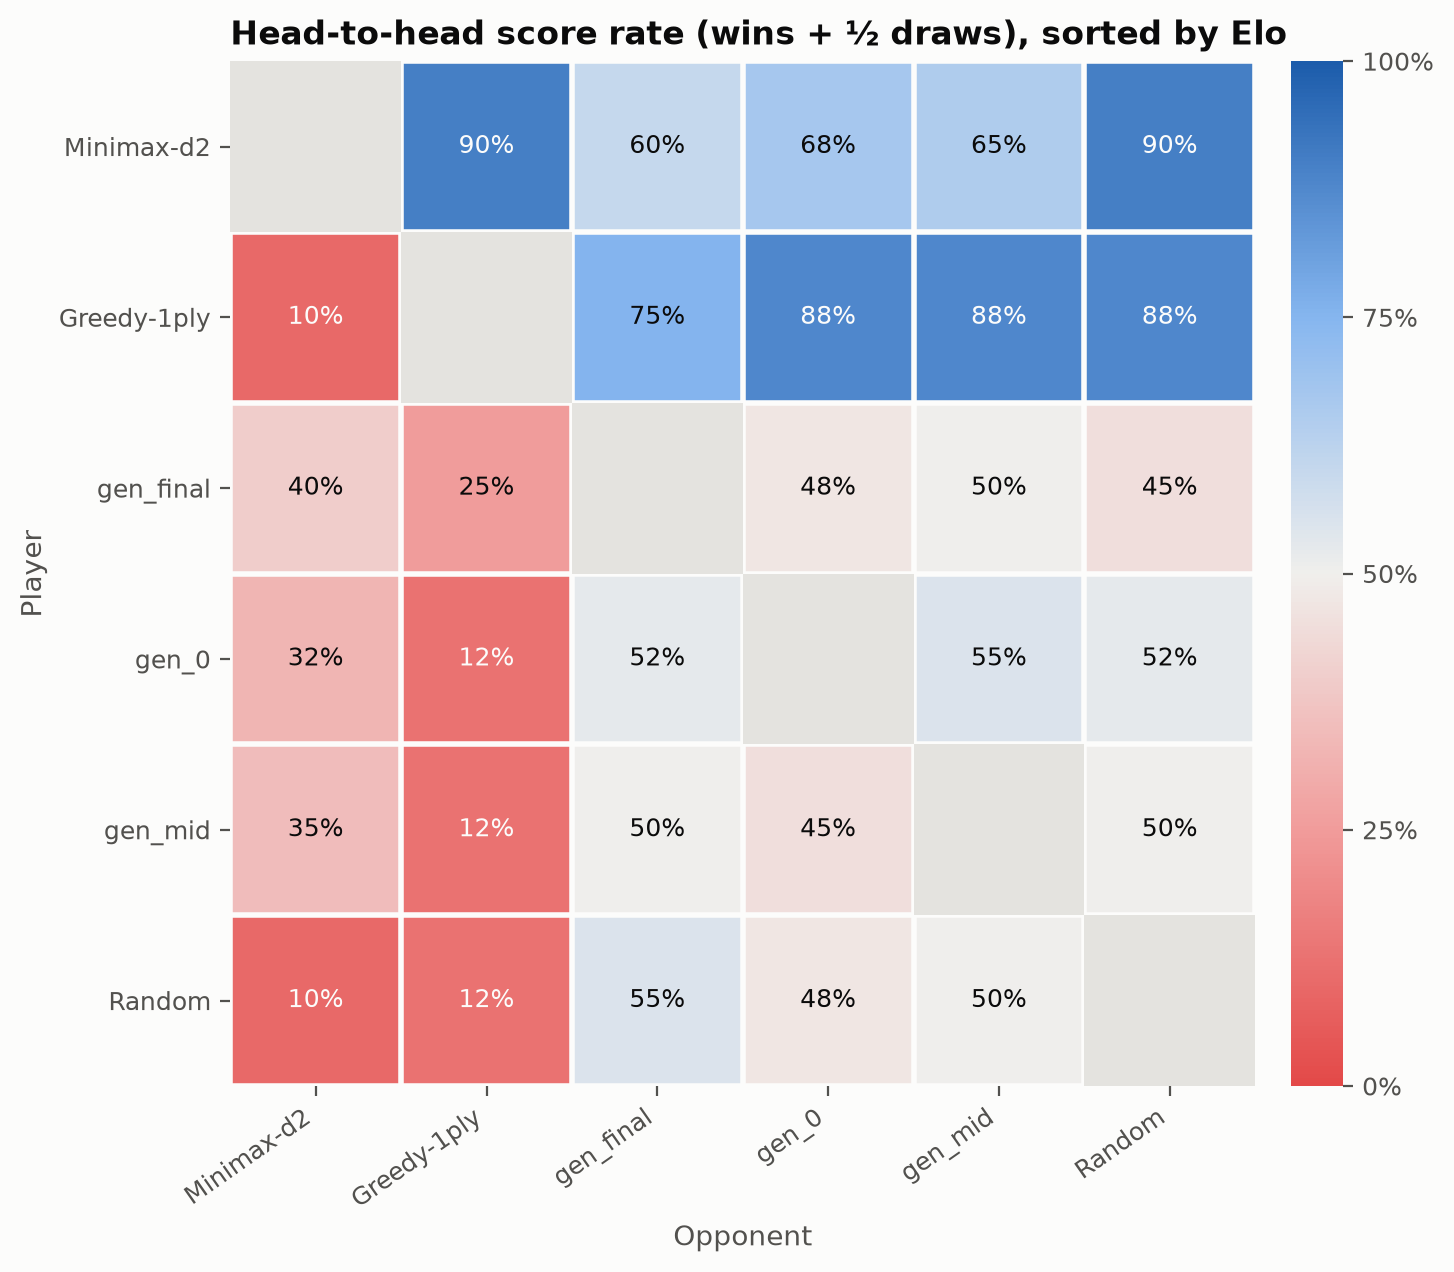 Head-to-head score rate (wins + ½ draws), sorted by Elo
Player
Minimax-d2 90% 60% 68% 65% 90%
Greedy-1ply 10% 75% 88% 88% 88%
gen_final 40% 25% 48% 50% 45%
gen_0 32% 12% 52% 55% 52%
gen_mid 35% 12% 50% 45% 50%
Random 10% 12% 55% 48% 50%
Minimax-d2 Greedy-1ply gen_final gen_0 gen_mid Random
Opponent
100%
75%
50%
25%
0%